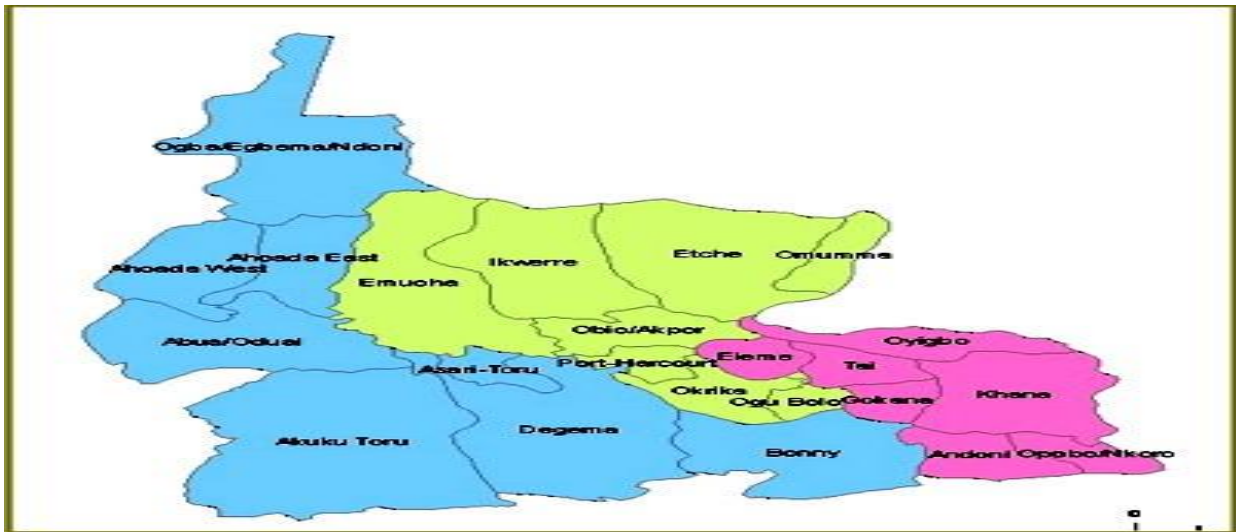 Ogba/Egbema/Ndoni
Ahoada East
Ahoada West
Emuoha
Ikwerre
Etche
Omumma
Obio/Akpor
Abua/Odual
Asari-Toru
Port-Harcourt
Eleme
Oyigbo
Tai
Okrika
Ogu Bolo
Gokana
Khana
Akuku Toru
Degema
Bonny
Andoni
Opobo/Nkoro